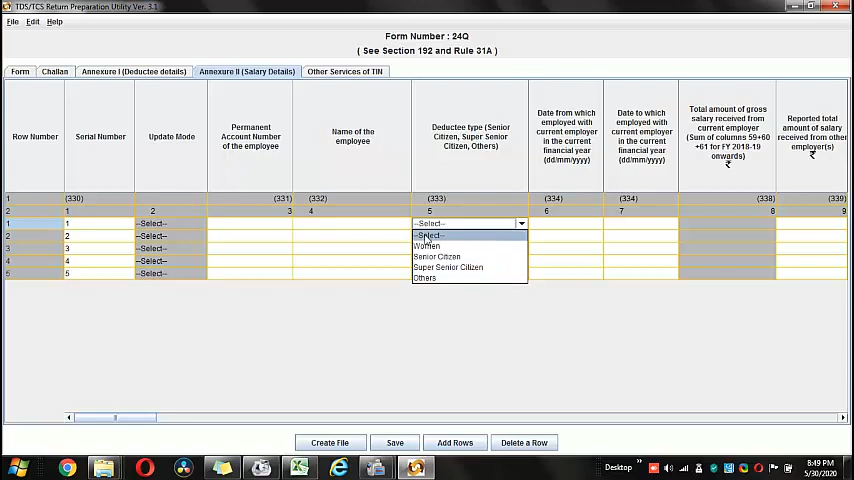 TDS/TCS Return Preparation Utility Ver. 3.1
File Edit Help
Form Number : 24Q
( See Section 192 and Rule 31A )
Form Challan Annexure I (Deductee details) Annexure II (Salary Details) Other Services of TIN
Row Number
Serial Number
Update Mode
Permanent
Account Number
of the employee
Name of the
employee
Deductee type (Senior
Citizen, Super Senior
Citizen, Others)
Date from which
employed with
current employer
in the current
financial year
(dd/mm/yyyy)
Date to which
employed with
current employer
in the current
financial year
(dd/mm/yyyy)
Total amount of gross
salary received from
current employer
(Sum of columns 59+60
+61 for FY 2018-19
onwards)
₹
Reported total
amount of salary
received from other
employer(s)
₹
1 (330) (331) (332) (333) (334) (334) (338) (339)
2 1 2 3 4 5 6 7 8 9
1 1 --Select-- --Select--
2 2 --Select-- --Select--
Women
3 3 --Select-- Senior Citizen
4 4 --Select-- Super Senior Citizen
5 5 --Select-- Others
Create File Save Add Rows Delete a Row
Desktop »
8:49 PM
5/30/2020